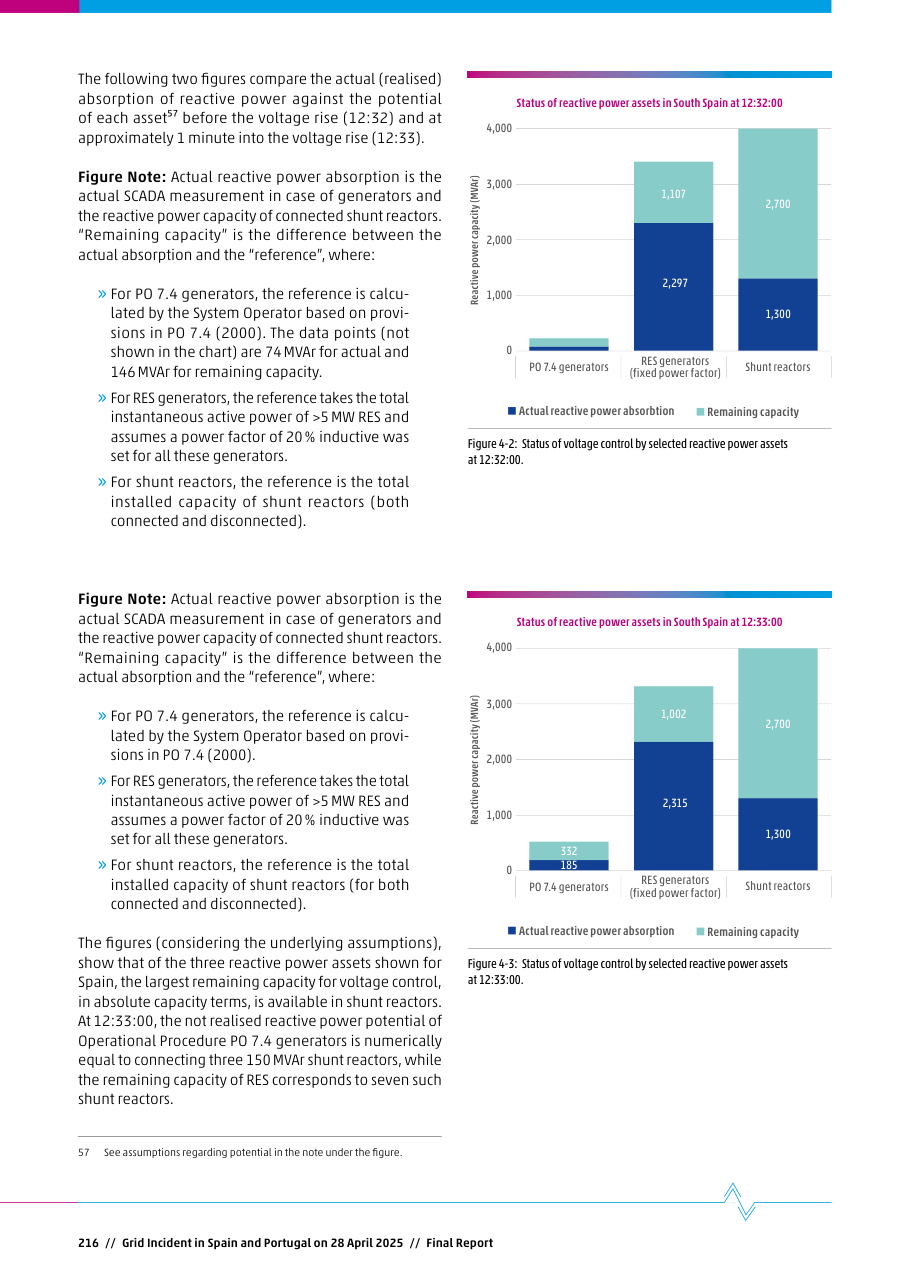 The following two figures compare the actual (realised)
absorption of reactive power against the potential
of each asset57 before the voltage rise (12:32) and at
approximately 1 minute into the voltage rise (12:33).
Figure Note: Actual reactive power absorption is the
actual SCADA measurement in case of generators and
the reactive power capacity of connected shunt reactors.
“Remaining capacity” is the difference between the
actual absorption and the “reference”, where:
» For PO 7.4 generators, the reference is calcu-
lated by the System Operator based on provi-
sions in PO 7.4 (2000). The data points (not
shown in the chart) are 74 MVAr for actual and
146 MVAr for remaining capacity.
» For RES generators, the reference takes the total
instantaneous active power of >5 MW RES and
assumes a power factor of 20 % inductive was
set for all these generators.
» For shunt reactors, the reference is the total
installed capacity of shunt reactors (both
connected and disconnected).
Status of reactive power assets in South Spain at 12:32:00
Reactive power capacity (MVAr)
4,000
3,000
2,000
1,000
0
1,107
2,297
2,700
1,300
PO 7.4 generators
RES generators
(fixed power factor)
Shunt reactors
Actual reactive power absorbtion
Remaining capacity
Figure 4-2: Status of voltage control by selected reactive power assets
at 12:32:00.
Figure Note: Actual reactive power absorption is the
actual SCADA measurement in case of generators and
the reactive power capacity of connected shunt reactors.
“Remaining capacity” is the difference between the
actual absorption and the “reference”, where:
» For PO 7.4 generators, the reference is calcu-
lated by the System Operator based on provi-
sions in PO 7.4 (2000).
» For RES generators, the reference takes the total
instantaneous active power of >5 MW RES and
assumes a power factor of 20 % inductive was
set for all these generators.
» For shunt reactors, the reference is the total
installed capacity of shunt reactors (for both
connected and disconnected).
The figures (considering the underlying assumptions),
show that of the three reactive power assets shown for
Spain, the largest remaining capacity for voltage control,
in absolute capacity terms, is available in shunt reactors.
At 12:33:00, the not realised reactive power potential of
Operational Procedure PO 7.4 generators is numerically
equal to connecting three 150 MVAr shunt reactors, while
the remaining capacity of RES corresponds to seven such
shunt reactors.
Status of reactive power assets in South Spain at 12:33:00
Reactive power capacity (MVAr)
4,000
3,000
2,000
1,000
0
332
185
1,002
2,315
2,700
1,300
PO 7.4 generators
RES generators
(fixed power factor)
Shunt reactors
Actual reactive power absorption
Remaining capacity
Figure 4-3: Status of voltage control by selected reactive power assets
at 12:33:00.
57 See assumptions regarding potential in the note under the figure.
216 // Grid Incident in Spain and Portugal on 28 April 2025 // Final Report